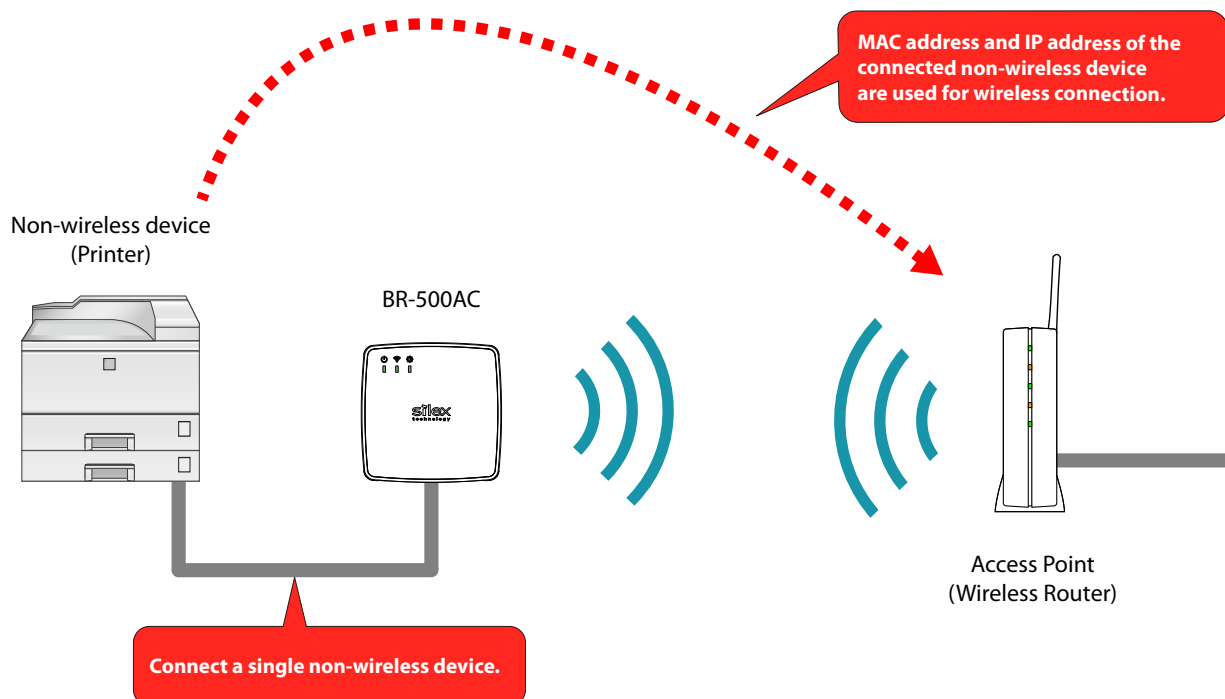 MAC address and IP address of the
connected non-wireless device
are used for wireless connection.
Non-wireless device
(Printer)
BR-500AC
silex
technology
Access Point
(Wireless Router)
Connect a single non-wireless device.